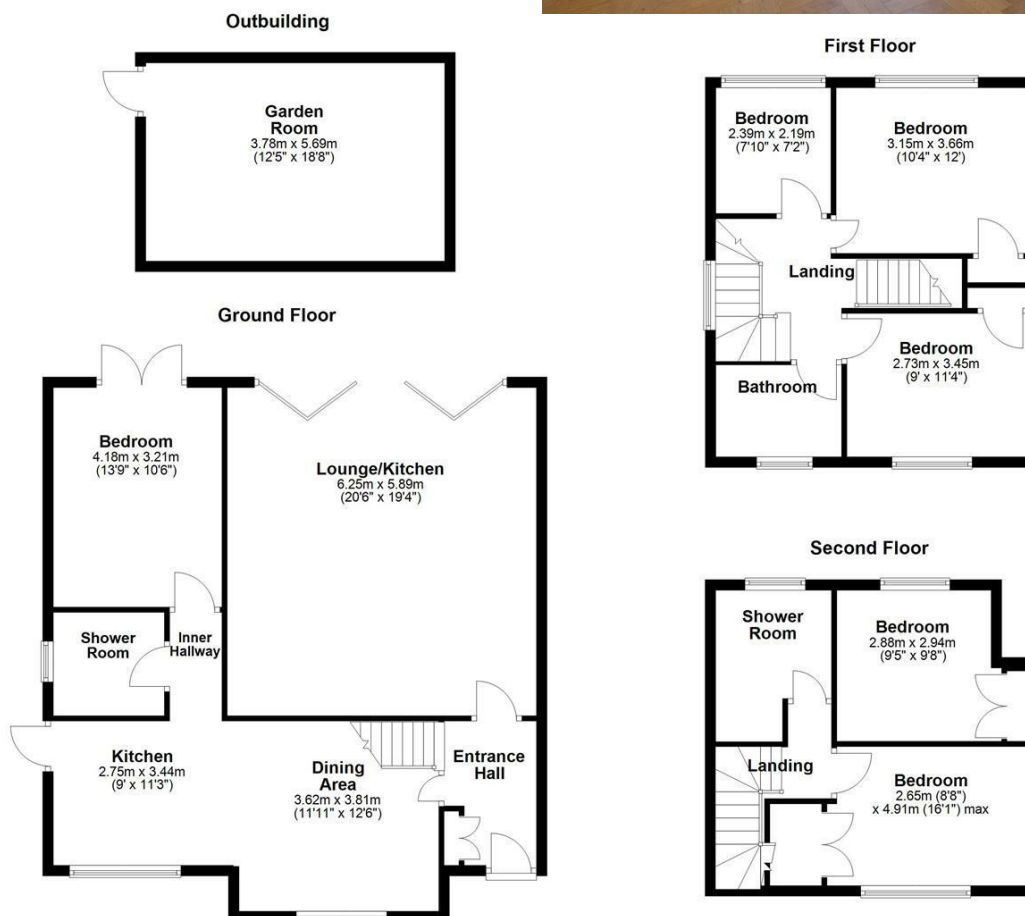 Outbuilding
Garden
Room
3.78m x 5.69m
(12'5" x 18'8")
Ground Floor
Bedroom
4.18m x 3.21m
(13'9" x 10'6")
Lounge/Kitchen
6.25m x 5.89m
(20'6" x 19'4")
Shower
Room
Inner
Hallway
Kitchen
2.75m x 3.44m
(9' x 11'3")
Dining
Area
3.62m x 3.81m
(11'11" x 12'6")
Entrance
Hall
First Floor
Bedroom
2.39m x 2.19m
(7'10" x 7'2")
Bedroom
3.15m x 3.66m
(10'4" x 12')
Landing
Bathroom
Bedroom
2.73m x 3.45m
(9' x 11'4")
Second Floor
Shower
Room
Bedroom
2.88m x 2.94m
(9'5" x 9'8")
Landing
Bedroom
2.65m (8'8")
x 4.91m (16'1") max